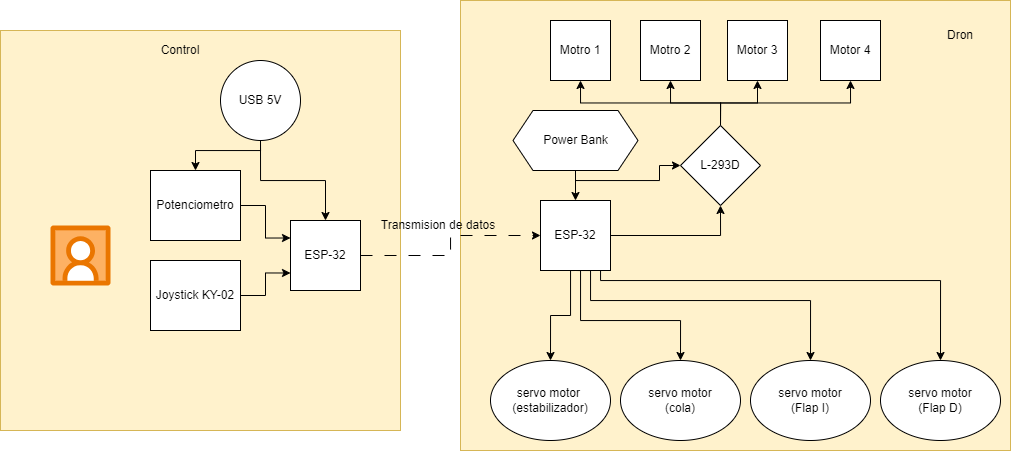 Control
USB 5V
Potenciometro
ESP-32
Joystick KY-02
Transmision de datos
Dron
Motro 1
Motro 2
Motor 3
Motor 4
Power Bank
L-293D
ESP-32
servo motor
(estabilizador)
servo motor
(cola)
servo motor
(Flap I)
servo motor
(Flap D)